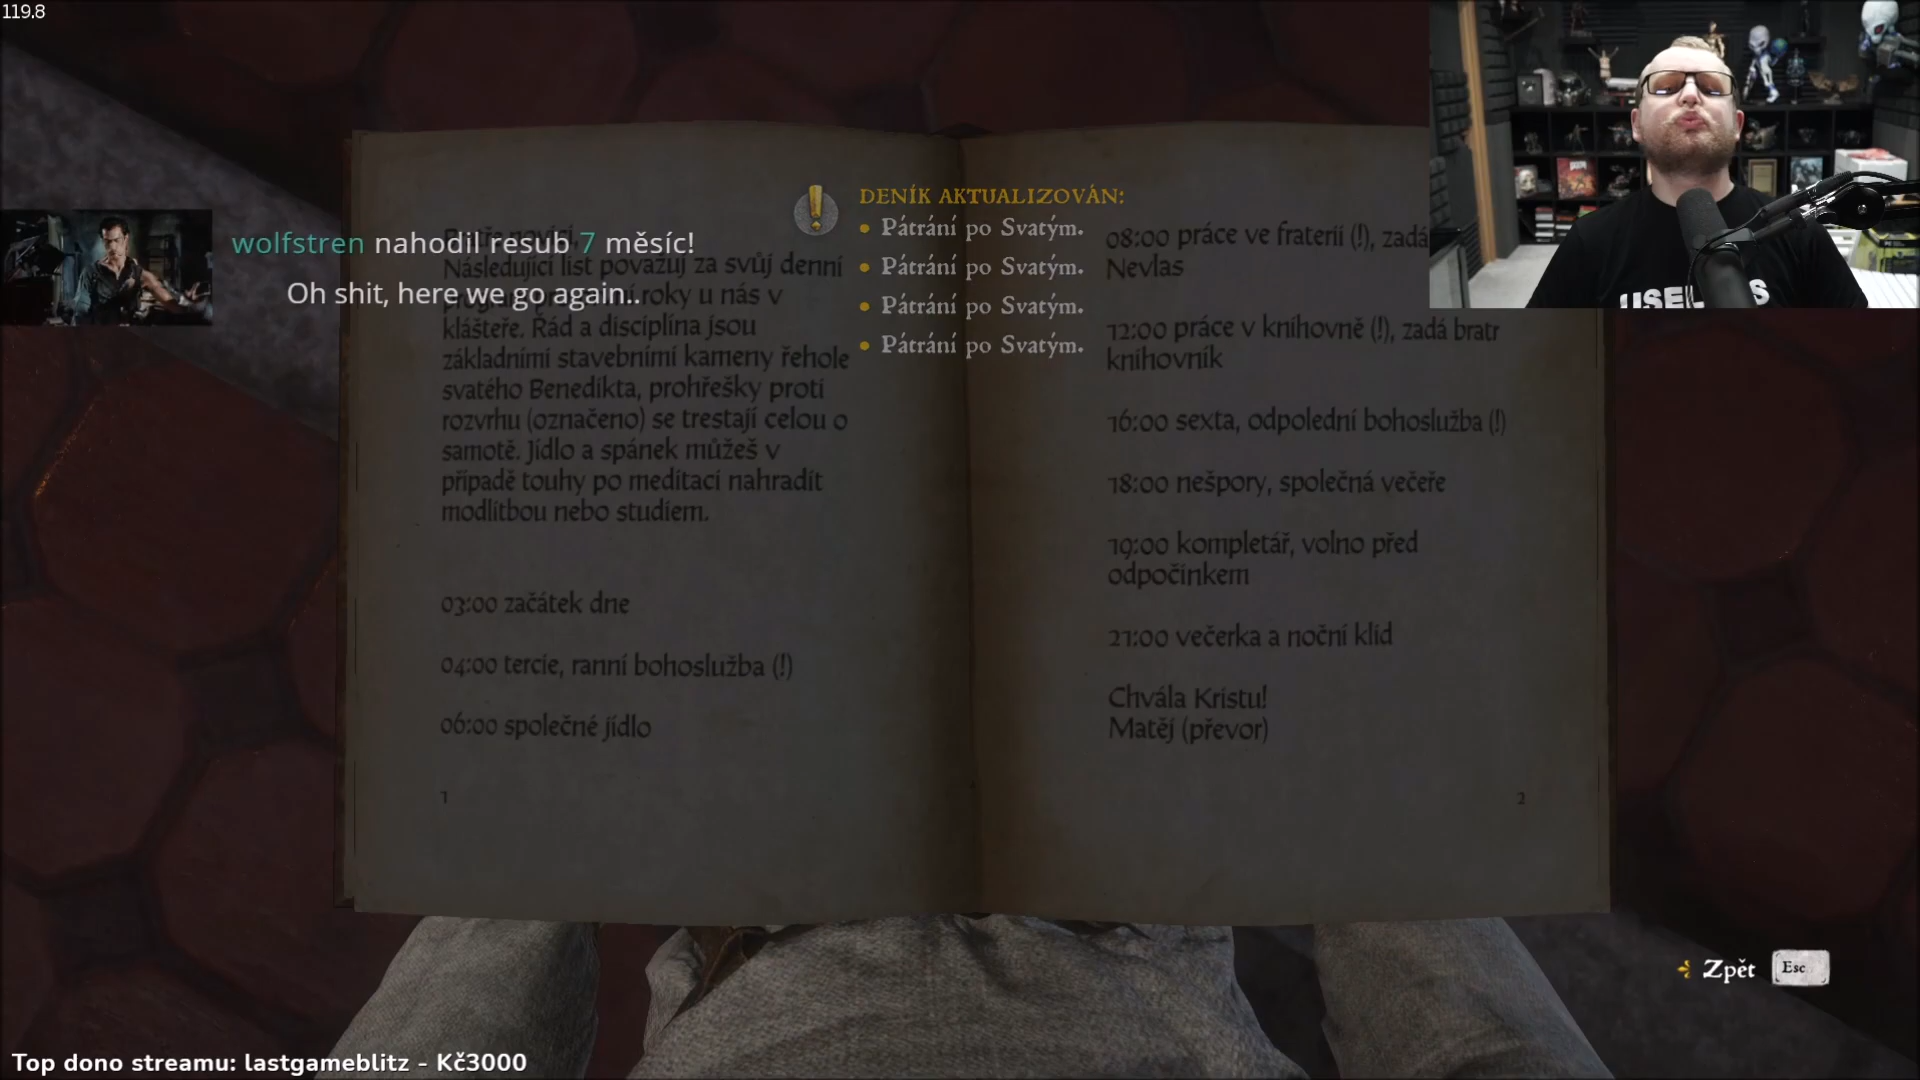 119.8
DENÍK AKTUALIZOVÁN:
Pátrání po Svatým.
Pátrání po Svatým.
Pátrání po Svatým.
Pátrání po Svatým.
wolfstren nahodil resub 7 měsíc!
Oh shit, here we go again..
Následující list považuj za svůj denní
roky u nás v
klášteře. Řád a disciplína jsou
základními stavebními kameny řehole
svatého Benedikta, prohřešky proti
rozvrhu (označeno) se trestají celou o
samotě. Jídlo a spánek můžeš v
případě touhy po meditaci nahradit
modlitbou nebo studiem.
03:00 začátek dne
04:00 tercie, ranní bohoslužba (!)
06:00 společné jídlo
1
08:00 práce ve fraterii (!), zadá
Nevlas
12:00 práce v knihovně (!), zadá bratr
knihovník
16:00 sexta, odpolední bohoslužba (!)
18:00 nešpory, společná večeře
19:00 kompletář, volno před
odpočinkem
21:00 večerka a noční klid
Chvála Kristu!
Matěj (převor)
2
Zpět Esc
Top dono streamu: lastgameblitz - Kč3000